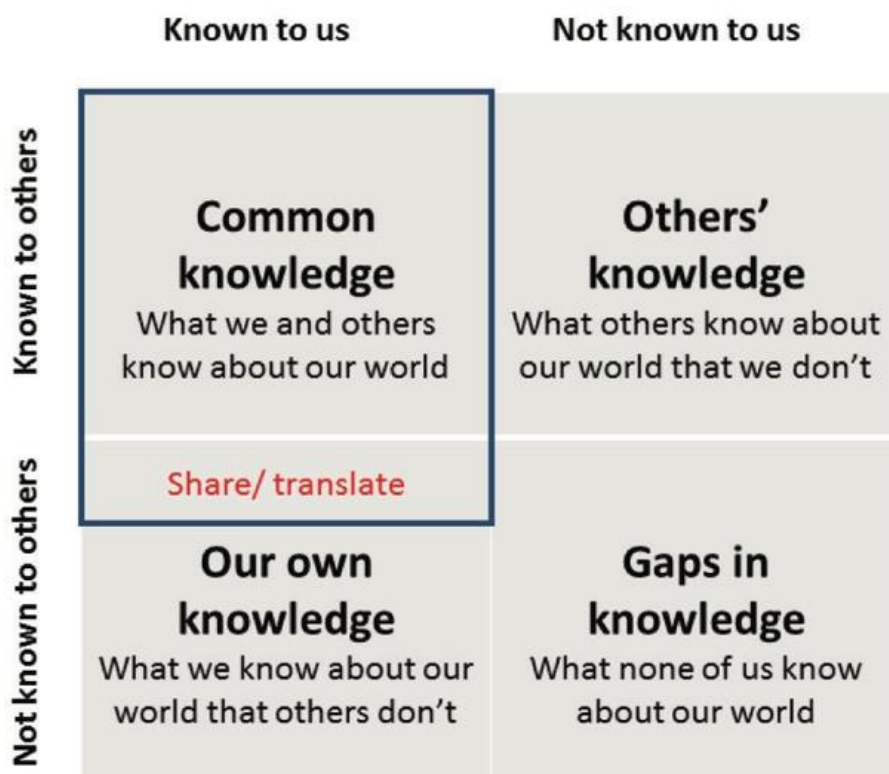 Known to us
Not known to us
Known to others
Common
knowledge
What we and others
know about our world
Others’
knowledge
What others know about
our world that we don’t
Not known to others
Share/ translate
Our own
knowledge
What we know about our
world that others don’t
Gaps in
knowledge
What none of us know
about our world